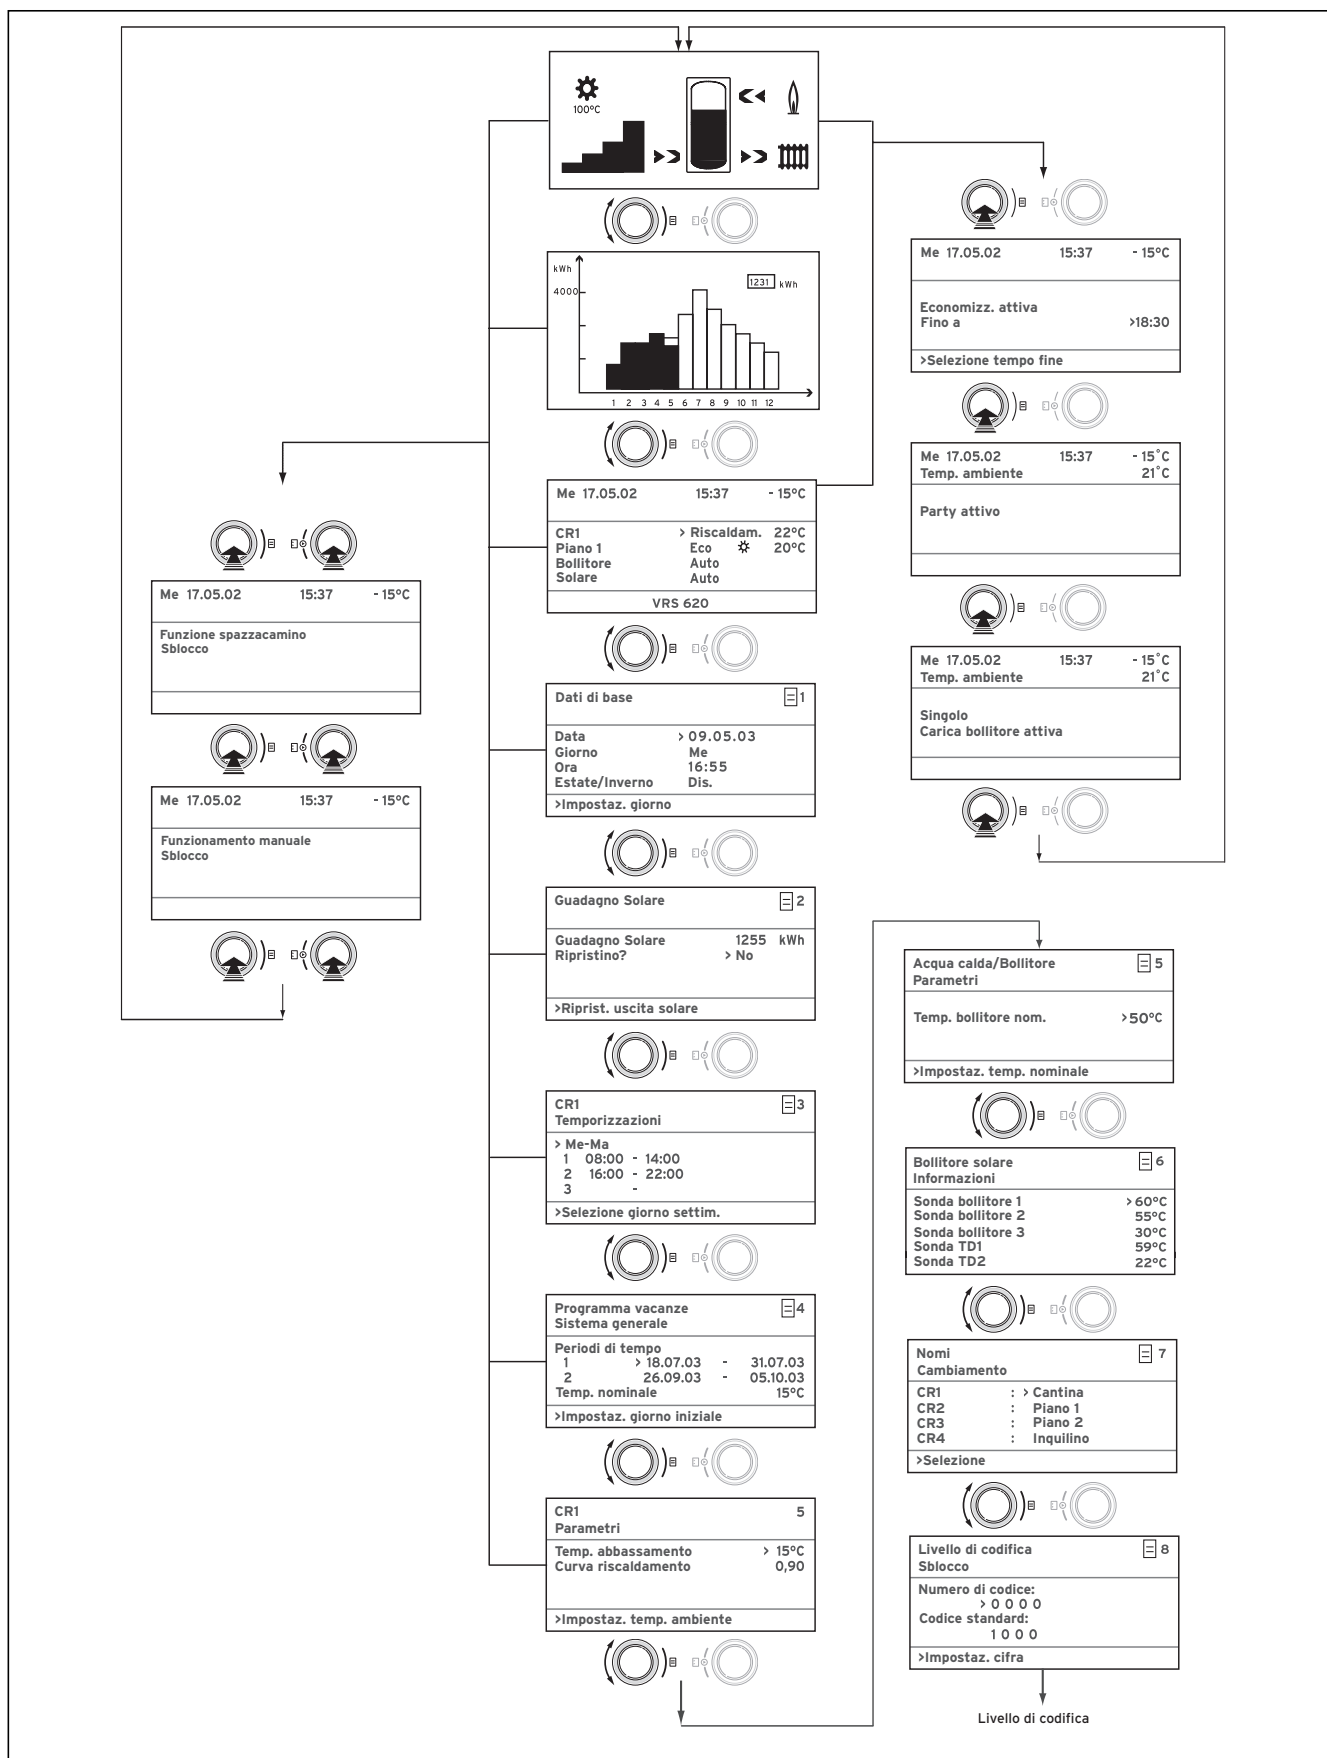 100°C
kWh
4000
1231 kWh
1 2 3 4 5 6 7 8 9 10 11 12
Me 17.05.02 15:37 - 15°C
CR1 > Riscaldam. 22°C
Piano 1 Eco 20°C
Bollitore Auto
Solare Auto
VRS 620
Dati di base 1
Data > 09.05.03
Giorno Me
Ora 16:55
Estate/Inverno Dis.
>Impostaz. giorno
Guadagno Solare 2
Guadagno Solare 1255 kWh
Ripristino? > No
>Riprist. uscita solare
CR1 3
Temporizzazioni
> Me-Ma
1 08:00 - 14:00
2 16:00 - 22:00
3 -
>Selezione giorno settim.
Programma vacanze 4
Sistema generale
Periodi di tempo
1 > 18.07.03 - 31.07.03
2 26.09.03 - 05.10.03
Temp. nominale 15°C
>Impostaz. giorno iniziale
CR1 5
Parametri
Temp. abbassamento > 15°C
Curva riscaldamento 0,90
>Impostaz. temp. ambiente
Me 17.05.02 15:37 - 15°C
Funzione spazzacamino
Sblocco
Me 17.05.02 15:37 - 15°C
Funzionamento manuale
Sblocco
Me 17.05.02 15:37 - 15°C
Economizz. attiva
Fino a >18:30
>Selezione tempo fine
Me 17.05.02 15:37 - 15°C
Temp. ambiente 21°C
Party attivo
Me 17.05.02 15:37 - 15°C
Temp. ambiente 21°C
Singolo
Carica bollitore attiva
Acqua calda/Bollitore 5
Parametri
Temp. bollitore nom. >50°C
>Impostaz. temp. nominale
Bollitore solare 6
Informazioni
Sonda bollitore 1 > 60°C
Sonda bollitore 2 55°C
Sonda bollitore 3 30°C
Sonda TD1 59°C
Sonda TD2 22°C
Nomi 7
Cambiamento
CR1 : > Cantina
CR2 : Piano 1
CR3 : Piano 2
CR4 : Inquilino
>Selezione
Livello di codifica 8
Sblocco
Numero di codice:
> 0 0 0 0
Codice standard:
1 0 0 0
>Impostaz. cifra
Livello di codifica